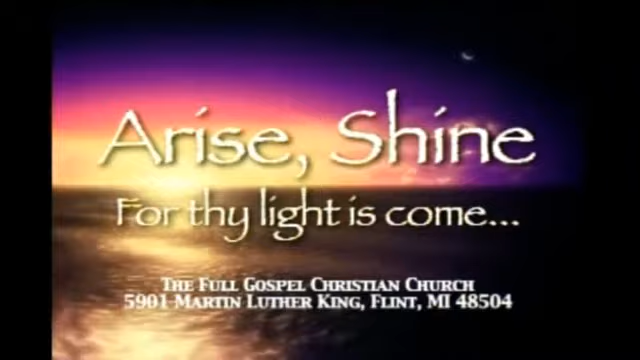 Arise, Shine
For thy light is come...
The Full Gospel Christian Church
5901 Martin Luther King, Flint, MI 48504